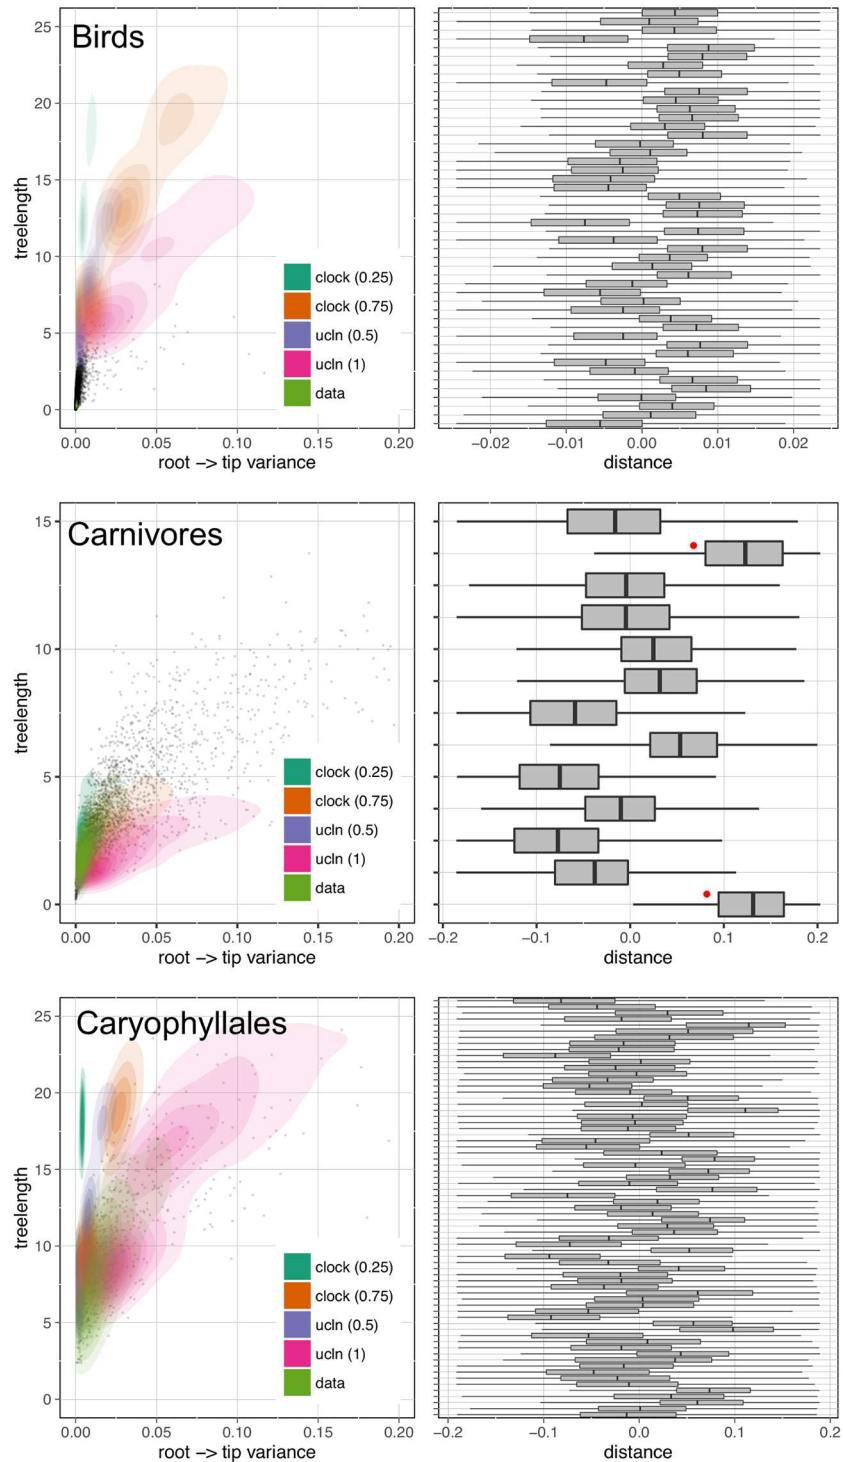 Birds
25
20
15
10
5
0
treelength
clock (0.25)
clock (0.75)
ucln (0.5)
ucln (1)
data
0.00 0.05 0.10 0.15 0.20
root −> tip variance
−0.02 −0.01 0.00 0.01 0.02
distance
Carnivores
15
10
5
0
treelength
clock (0.25)
clock (0.75)
ucln (0.5)
ucln (1)
data
0.00 0.05 0.10 0.15 0.20
root −> tip variance
−0.2 −0.1 0.0 0.1 0.2
distance
Caryophyllales
25
20
15
10
5
0
treelength
clock (0.25)
clock (0.75)
ucln (0.5)
ucln (1)
data
0.00 0.05 0.10 0.15 0.20
root −> tip variance
−0.2 −0.1 0.0 0.1 0.2
distance